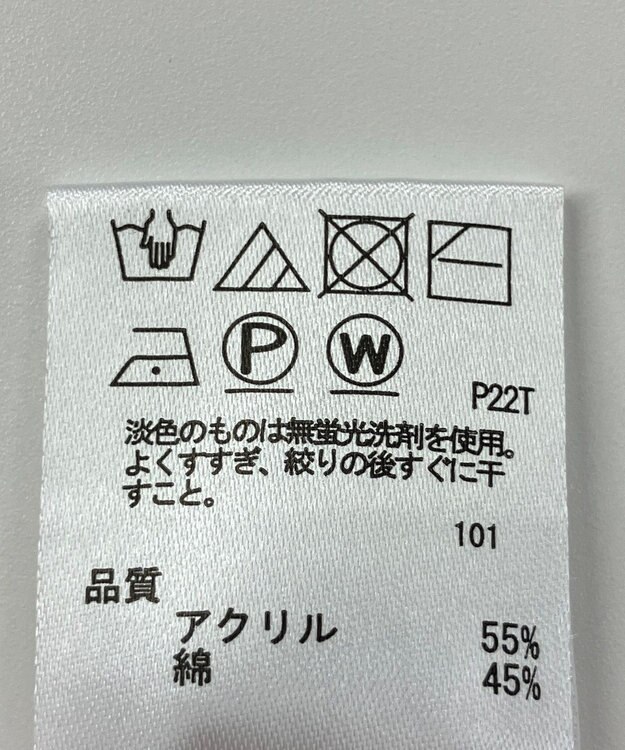 P W
P22T
淡色のものは無蛍光洗剤を使用。
よくすすぎ、絞りの後すぐに干
すこと。
101
品質
アクリル 55%
綿 45%